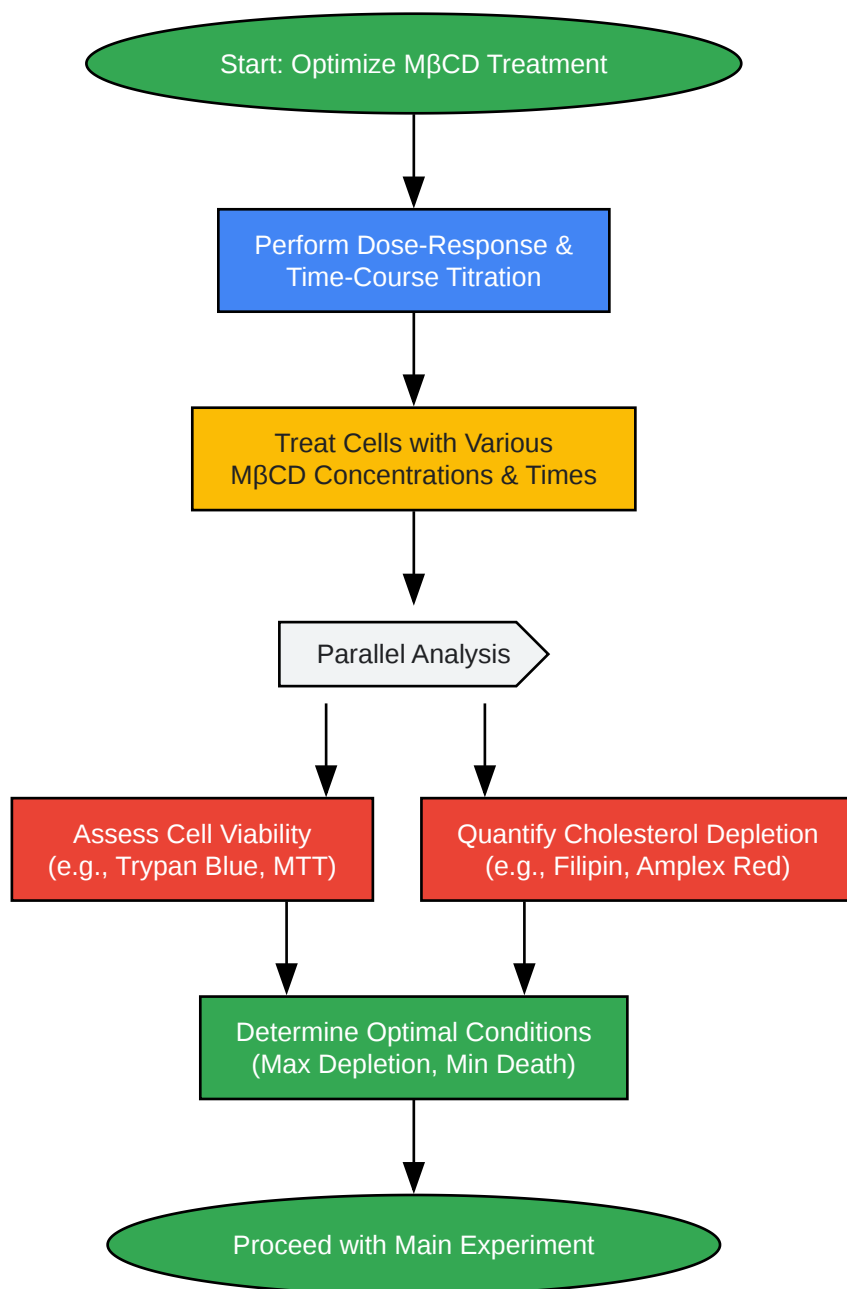 Start: Optimize MβCD Treatment
Perform Dose-Response &
Time-Course Titration
Treat Cells with Various
MβCD Concentrations & Times
Parallel Analysis
Assess Cell Viability
(e.g., Trypan Blue, MTT)
Quantify Cholesterol Depletion
(e.g., Filipin, Amplex Red)
Determine Optimal Conditions
(Max Depletion, Min Death)
Proceed with Main Experiment